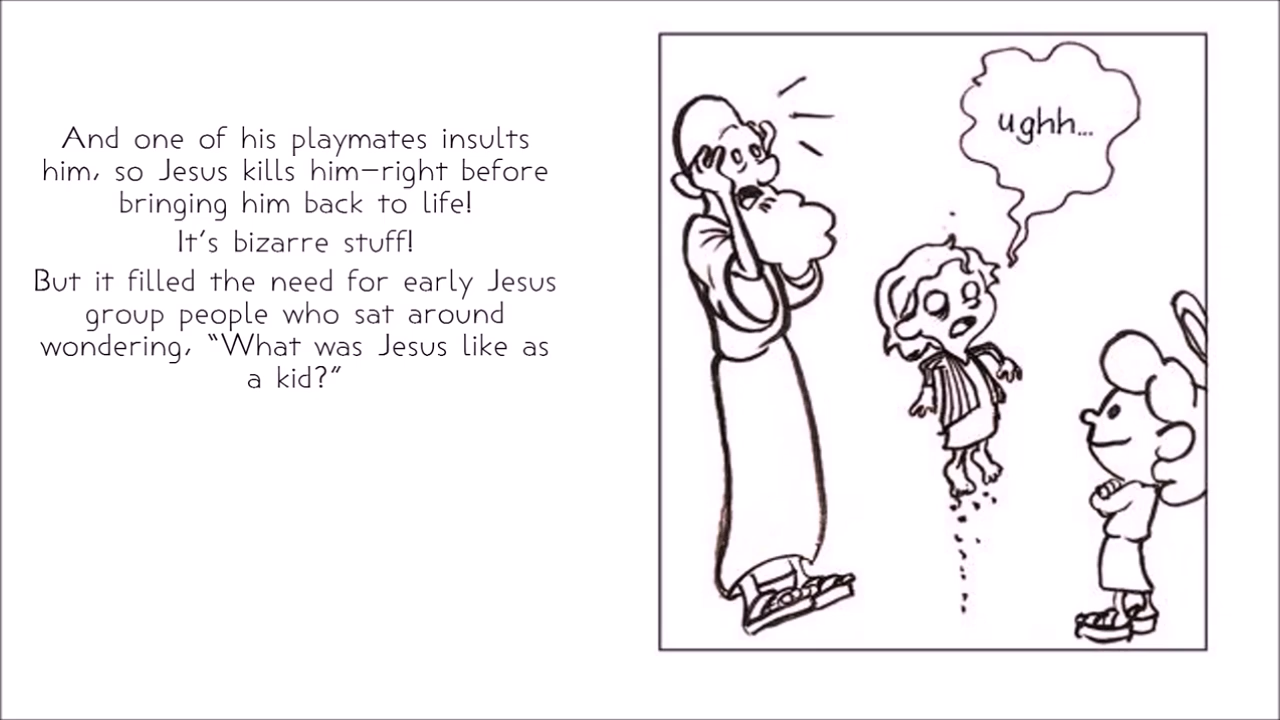 And one of his playmates insults
him, so Jesus kills him—right before
bringing him back to life!
It's bizarre stuff!
But it filled the need for early Jesus
group people who sat around
wondering, "What was Jesus like as
a kid?"
ughh...